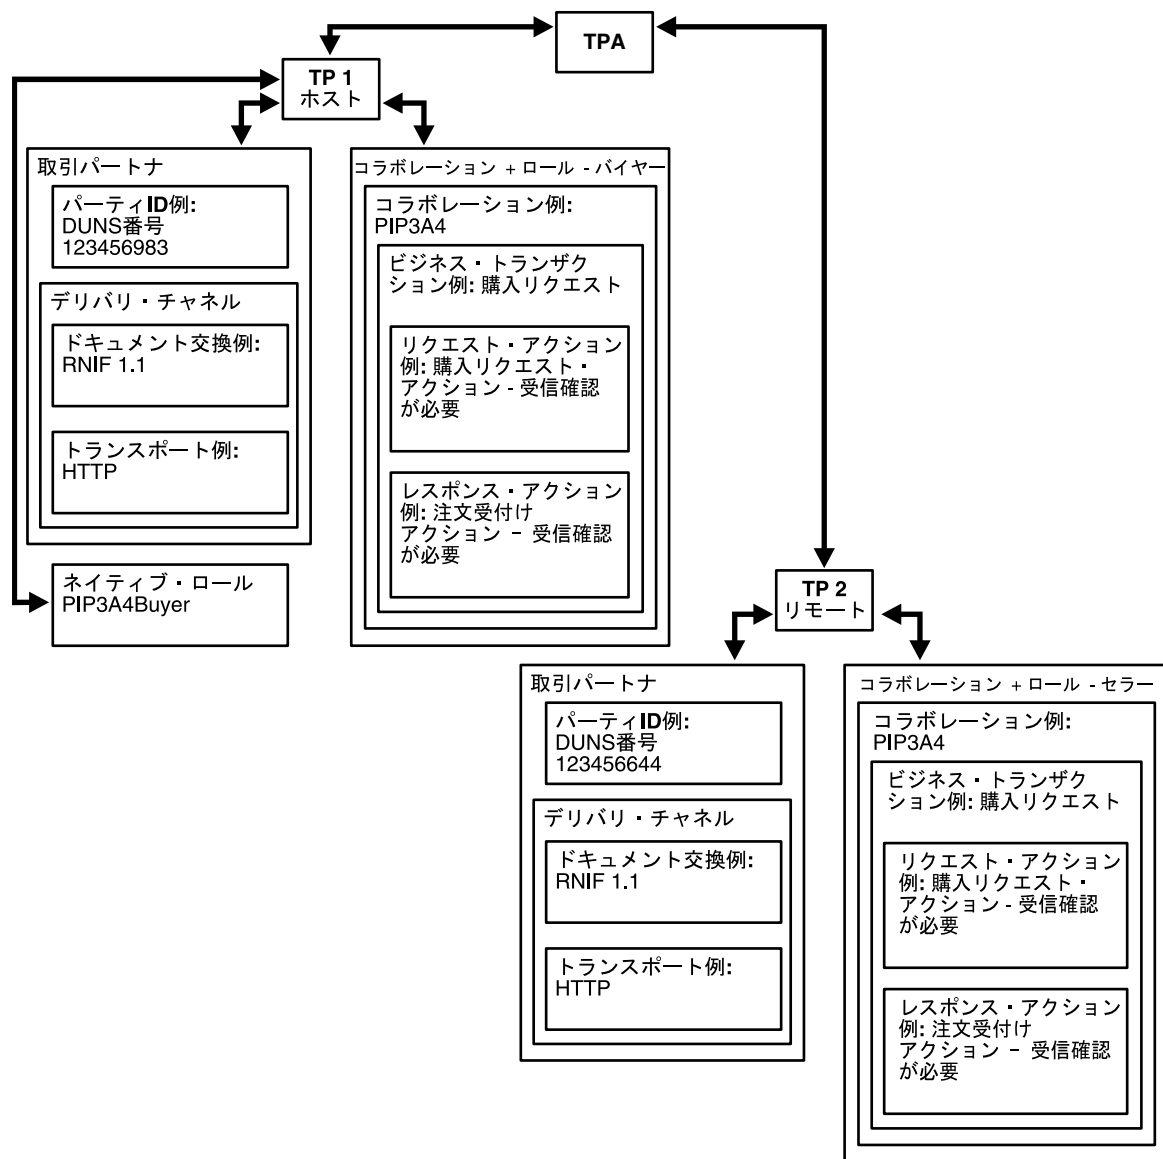 TPA
TP 1
ホスト
取引パートナ
パーティID例:
DUNS番号
123456983
デリバリ・チャネル
ドキュメント交換例:
RNIF 1.1
トランスポート例:
HTTP
ネイティブ・ロール
PIP3A4Buyer
コラボレーション + ロール - バイヤー
コラボレーション例:
PIP3A4
ビジネス・トランザク
ション例: 購入リクエスト
リクエスト・アクション
例: 購入リクエスト・
アクション - 受信確認
が必要
レスポンス・アクション
例: 注文受付け
アクション － 受信確認
が必要
TP 2
リモート
取引パートナ
パーティID例:
DUNS番号
123456644
デリバリ・チャネル
ドキュメント交換例:
RNIF 1.1
トランスポート例:
HTTP
コラボレーション + ロール - セラー
コラボレーション例:
PIP3A4
ビジネス・トランザク
ション例: 購入リクエスト
リクエスト・アクション
例: 購入リクエスト・
アクション - 受信確認
が必要
レスポンス・アクション
例: 注文受付け
アクション － 受信確認
が必要